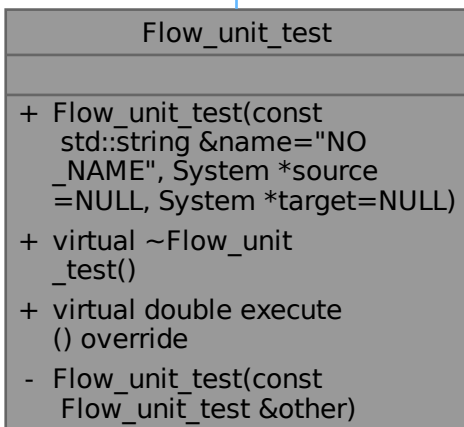 Flow_unit_test
+ Flow_unit_test(const
std::string &name="NO
_NAME", System *source
=NULL, System *target=NULL)
+ virtual ~Flow_unit
_test()
+ virtual double execute
() override
- Flow_unit_test(const
Flow_unit_test &other)